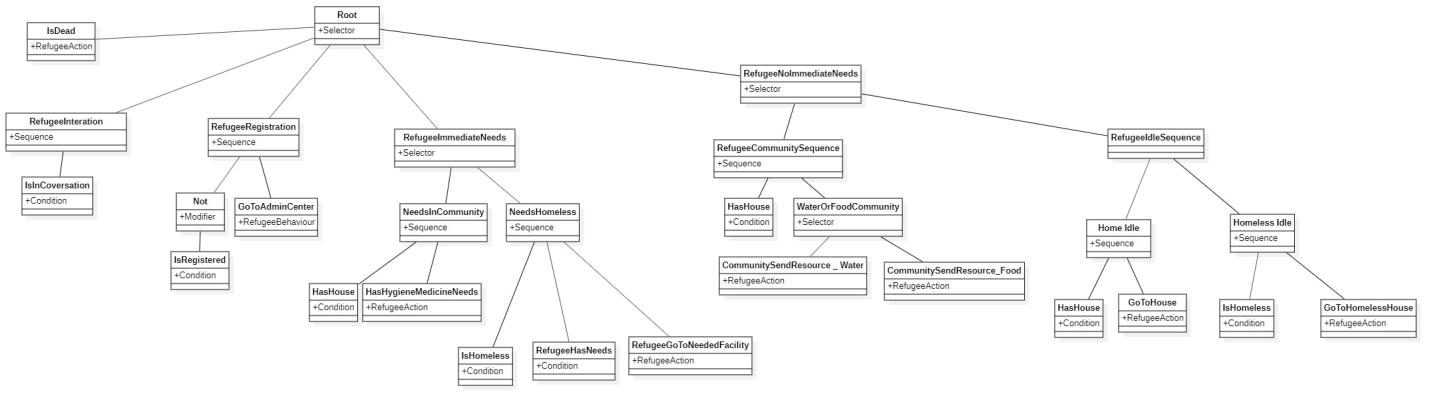 Root
+Selector
IsDead
+RefugeeAction
RefugeeNoImmediateNeeds
+Selector
RefugeeInteration
+Sequence
RefugeeRegistration
+Sequence
RefugeeImmediateNeeds
+Selector
RefugeeCommunitySequence
+Sequence
RefugeeIdleSequence
IsInCoversation
+Condition
Not
+Modifier
GoToAdminCenter
+RefugeeBehaviour
NeedsInCommunity
+Sequence
NeedsHomeless
+Sequence
HasHouse
+Condition
WaterOrFoodCommunity
+Selector
Home Idle
+Sequence
Homeless Idle
+Sequence
IsRegistered
+Condition
CommunitySendResource _ Water
+RefugeeAction
CommunitySendResource_Food
+RefugeeAction
HasHouse
+Condition
HasHygieneMedicineNeeds
+RefugeeAction
HasHouse
+Condition
GoToHouse
+RefugeeAction
IsHomeless
+Condition
GoToHomelessHouse
+RefugeeAction
IsHomeless
+Condition
RefugeeHasNeeds
+Condition
RefugeeGoToNeededFacility
+RefugeeAction